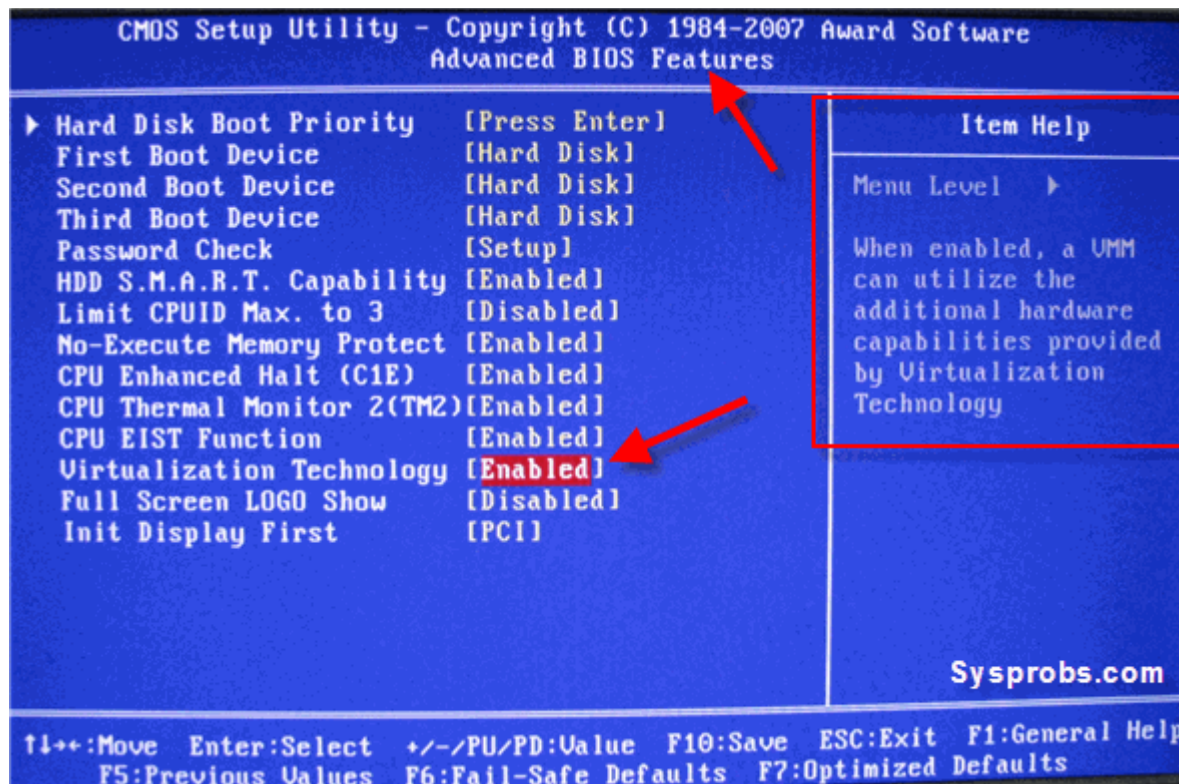 CMOS Setup Utility - Copyright (C) 1984-2007 Award Software
Advanced BIOS Features
Hard Disk Boot Priority [Press Enter]
First Boot Device [Hard Disk]
Second Boot Device [Hard Disk]
Third Boot Device [Hard Disk]
Password Check [Setup]
HDD S.M.A.R.T. Capability [Enabled]
Limit CPUID Max. to 3 [Disabled]
No-Execute Memory Protect [Enabled]
CPU Enhanced Halt (C1E) [Enabled]
CPU Thermal Monitor 2(TM2)[Enabled]
CPU EIST Function [Enabled]
Virtualization Technology [Enabled]
Full Screen LOGO Show [Disabled]
Init Display First [PCI]
Item Help
Menu Level
When enabled, a VMM
can utilize the
additional hardware
capabilities provided
by Virtualization
Technology
Sysprobs.com
↑↓→←:Move Enter:Select +/-/PU/PD:Value F10:Save ESC:Exit F1:General Help
F5:Previous Values F6:Fail-Safe Defaults F7:Optimized Defaults